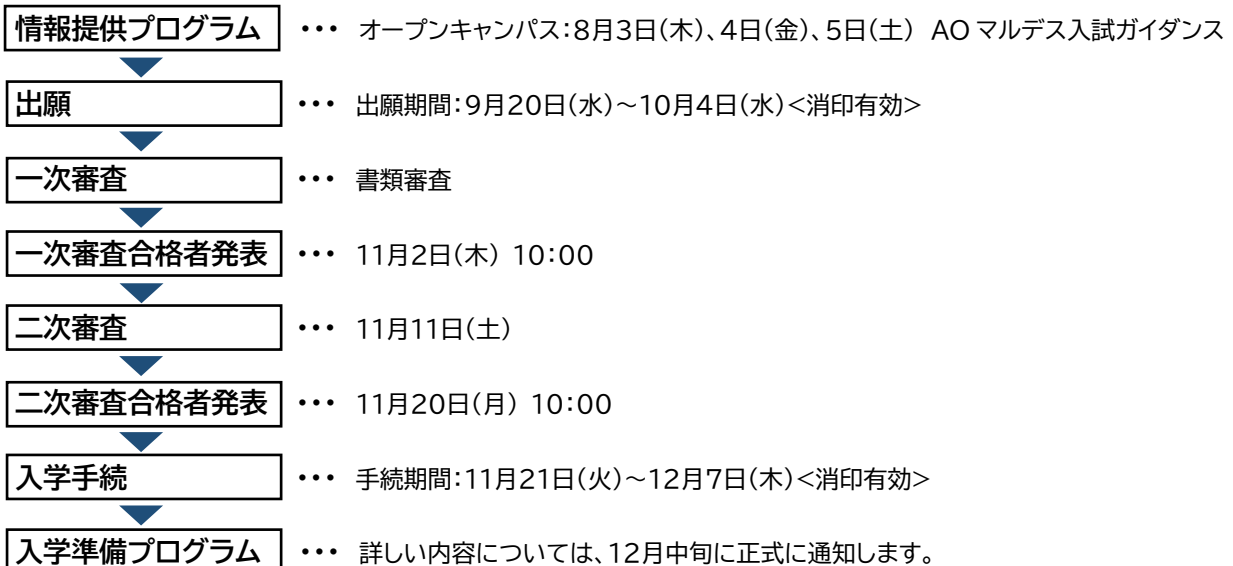 情報提供プログラム ・・・ オープンキャンパス：8月3日(木)、4日(金)、5日(土) AOマルデス入試ガイダンス
出願 ・・・ 出願期間：9月20日(水)～10月4日(水)<消印有効>
一次審査 ・・・ 書類審査
一次審査合格者発表 ・・・ 11月2日(木) 10：00
二次審査 ・・・ 11月11日(土)
二次審査合格者発表 ・・・ 11月20日(月) 10：00
入学手続 ・・・ 手続期間：11月21日(火)～12月7日(木)<消印有効>
入学準備プログラム ・・・ 詳しい内容については、12月中旬に正式に通知します。